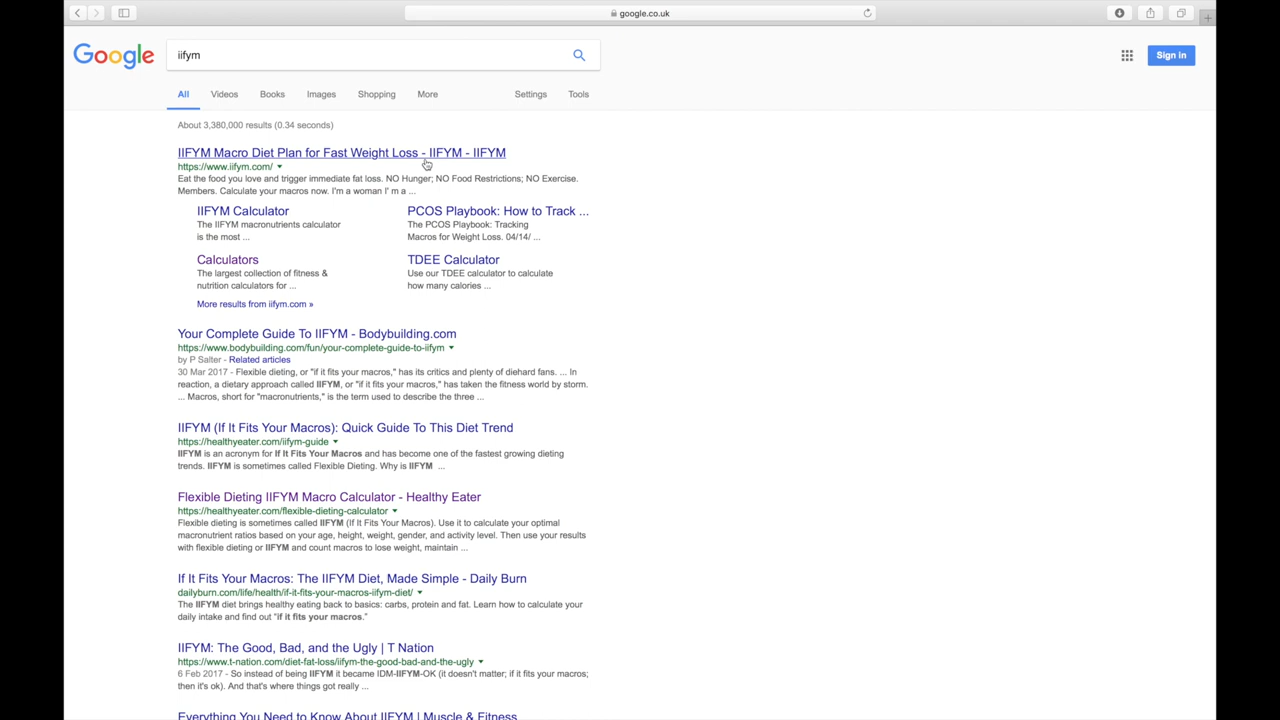 google.co.uk
Google
iifym
Sign in
All Videos Books Images Shopping More Settings Tools
About 3,380,000 results (0.34 seconds)
IIFYM Macro Diet Plan for Fast Weight Loss - IIFYM - IIFYM
https://www.iifym.com/
Eat the food you love and trigger immediate fat loss. NO Hunger; NO Food Restrictions; NO Exercise.
Members. Calculate your macros now. I'm a woman I' m a ...
IIFYM Calculator
The IIFYM macronutrients calculator
is the most ...
PCOS Playbook: How to Track ...
The PCOS Playbook: Tracking
Macros for Weight Loss. 04/14/ ...
Calculators
The largest collection of fitness &
nutrition calculators for ...
TDEE Calculator
Use our TDEE calculator to calculate
how many calories ...
More results from iifym.com »
Your Complete Guide To IIFYM - Bodybuilding.com
https://www.bodybuilding.com/fun/your-complete-guide-to-iifym
by P Salter - Related articles
30 Mar 2017 - Flexible dieting, or "if it fits your macros," has its critics and plenty of diehard fans. ... In
reaction, a dietary approach called IIFYM, or "if it fits your macros," has taken the fitness world by storm.
... Macros, short for "macronutrients," is the term used to describe the three ...
IIFYM (If It Fits Your Macros): Quick Guide To This Diet Trend
https://healthyeater.com/iifym-guide
IIFYM is an acronym for If It Fits Your Macros and has become one of the fastest growing dieting
trends. IIFYM is sometimes called Flexible Dieting. Why is IIFYM ...
Flexible Dieting IIFYM Macro Calculator - Healthy Eater
https://healthyeater.com/flexible-dieting-calculator
Flexible dieting is sometimes called IIFYM (If It Fits Your Macros). Use it to calculate your optimal
macronutrient ratios based on your age, height, weight, gender, and activity level. Then use your results
with flexible dieting or IIFYM and count macros to lose weight, maintain ...
If It Fits Your Macros: The IIFYM Diet, Made Simple - Daily Burn
dailyburn.com/life/health/if-it-fits-your-macros-iifym-diet/
The IIFYM diet brings healthy eating back to basics: carbs, protein and fat. Learn how to calculate your
daily intake and find out "if it fits your macros."
IIFYM: The Good, Bad, and the Ugly | T Nation
https://www.t-nation.com/diet-fat-loss/iifym-the-good-bad-and-the-ugly
6 Feb 2017 - So instead of being IIFYM it became IDM-IIFYM-OK (it doesn't matter; if it fits your macros;
then it's ok). And that's where things got really ...
Everything You Need to Know About IIFYM | Muscle & Fitness